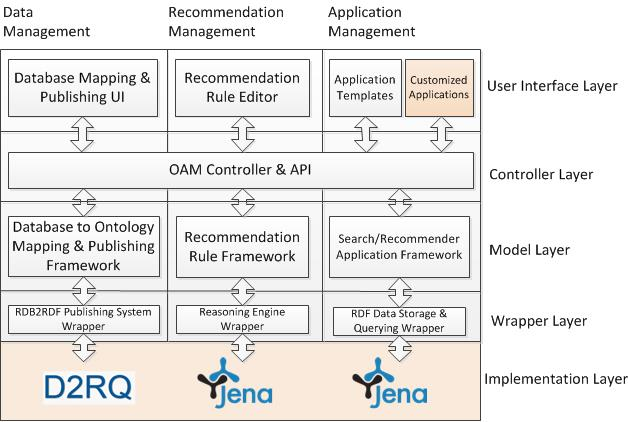 Data
Management
Recommendation
Management
Application
Management
Database Mapping &
Publishing UI
Recommendation
Rule Editor
Application
Templates
Customized
Applications
User Interface Layer
OAM Controller & API
Controller Layer
Database to Ontology
Mapping & Publishing
Framework
Recommendation
Rule Framework
Search/Recommender
Application Framework
Model Layer
RDB2RDF Publishing System
Wrapper
Reasoning Engine
Wrapper
RDF Data Storage &
Querying Wrapper
Wrapper Layer
D2RQ
Jena
Jena
Implementation Layer